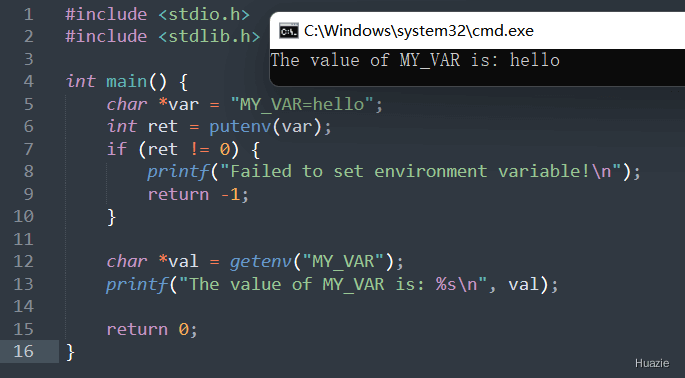 1 #include <stdio.h>
2 #include <stdlib.h>
C:\Windows\system32\cmd.exe
The value of MY_VAR is: hello
3
4 int main() {
5     char *var = "MY_VAR=hello";
6     int ret = putenv(var);
7     if (ret != 0) {
8         printf("Failed to set environment variable!\n");
9         return -1;
10     }
11
12     char *val = getenv("MY_VAR");
13     printf("The value of MY_VAR is: %s\n", val);
14
15     return 0;
16 }
Huazie